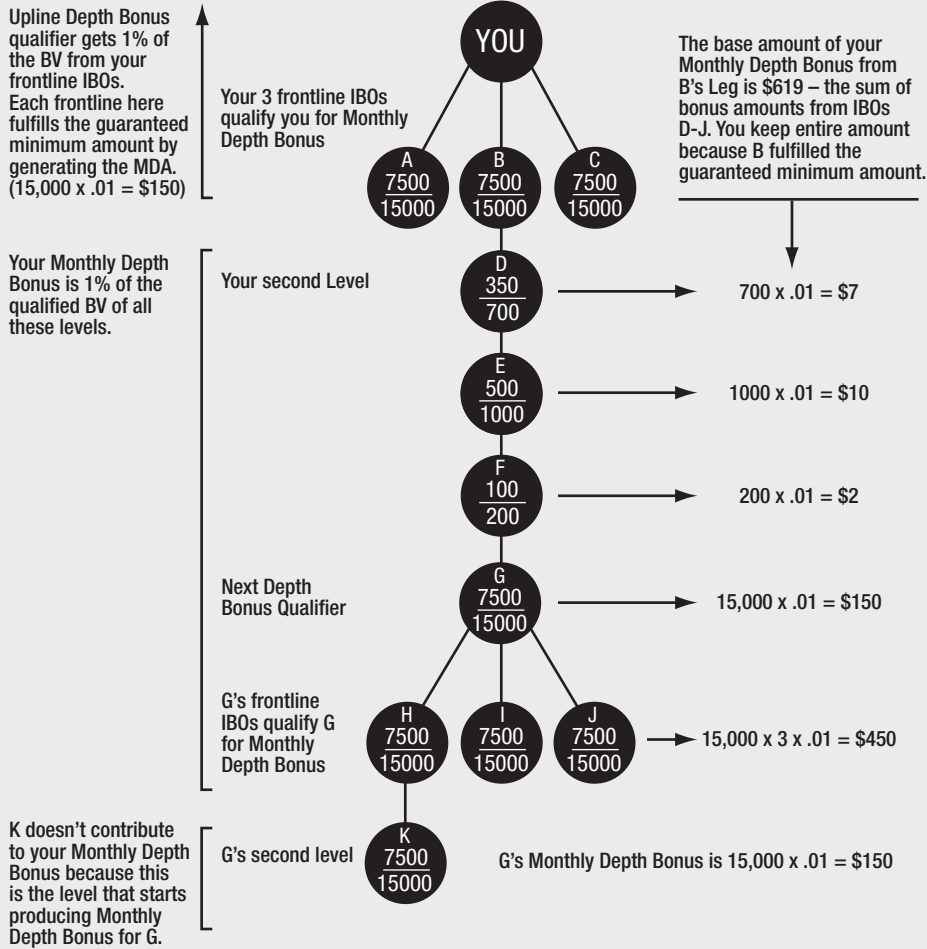 Upline Depth Bonus
qualifier gets 1% of
the BV from your
frontline IBOs.
Each frontline here
fulfills the guaranteed
minimum amount by
generating the MDA.
(15,000 x .01 = $150)
YOU
Your 3 frontline IBOs
qualify you for Monthly
Depth Bonus
The base amount of your
Monthly Depth Bonus from
B's Leg is $619 – the sum of
bonus amounts from IBOs
D-J. You keep entire amount
because B fulfilled the
guaranteed minimum amount.
A
7500
15000
B
7500
15000
C
7500
15000
Your Monthly Depth
Bonus is 1% of the
qualified BV of all
these levels.
Your second Level
D
350
700
700 x .01 = $7
E
500
1000
1000 x .01 = $10
F
100
200
200 x .01 = $2
Next Depth
Bonus Qualifier
G
7500
15000
15,000 x .01 = $150
G's frontline
IBOs qualify G
for Monthly
Depth Bonus
H
7500
15000
I
7500
15000
J
7500
15000
15,000 x 3 x .01 = $450
K doesn't contribute
to your Monthly Depth
Bonus because this
is the level that starts
producing Monthly
Depth Bonus for G.
G's second level
K
7500
15000
G's Monthly Depth Bonus is 15,000 x .01 = $150